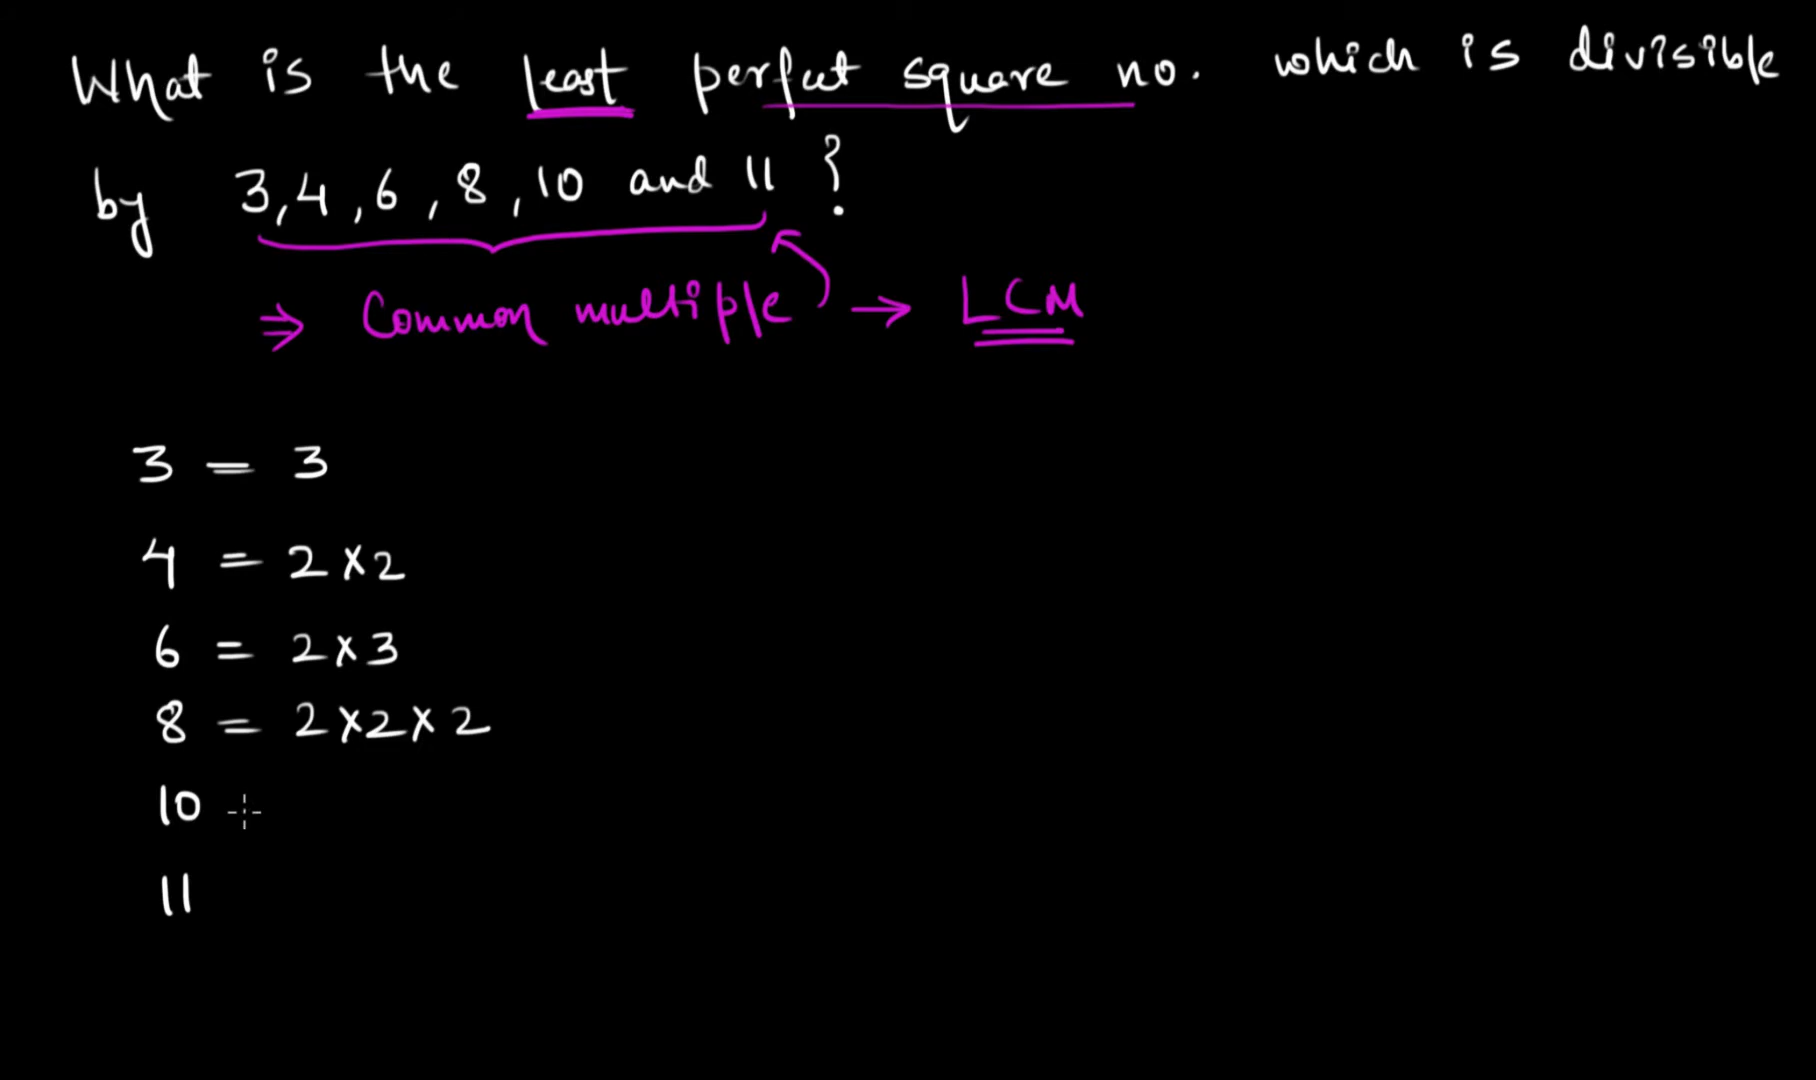 What is the least perfect square no. which is divisible
by 3, 4, 6, 8, 10 and 11 ?
⇒ Common multiple → LCM
3 = 3
4 = 2 × 2
6 = 2 × 3
8 = 2 × 2 × 2
10
11